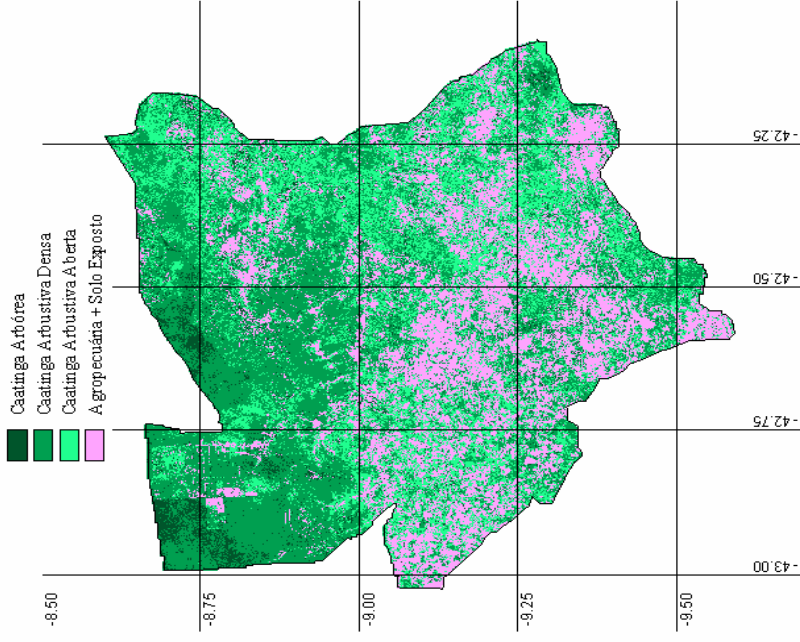 Caatinga Arbórea
Caatinga Arbustiva Densa
Caatinga Arbustiva Aberta
Agropecuária + Solo Exposto
-42.25
-42.50
-42.75
-43.00
-8.50
-8.75
-9.00
-9.25
-9.50